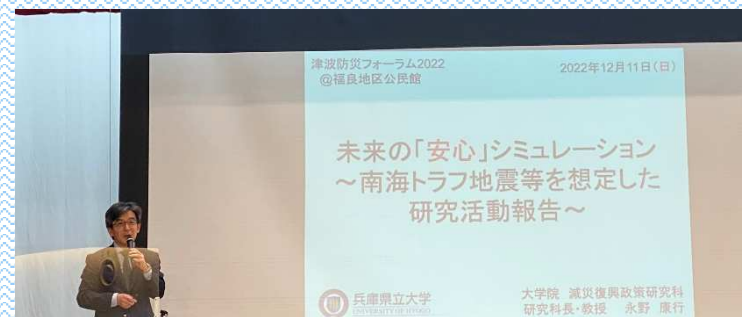 津波防災フォーラム2022
@福良地区公民館
2022年12月11日(日)
未来の「安心」シミュレーション
～南海トラフ地震等を想定した
研究活動報告～
兵庫県立大学
UNIVERSITY OF HYOGO
大学院 減災復興政策研究科
研究科長・教授 永野 康行